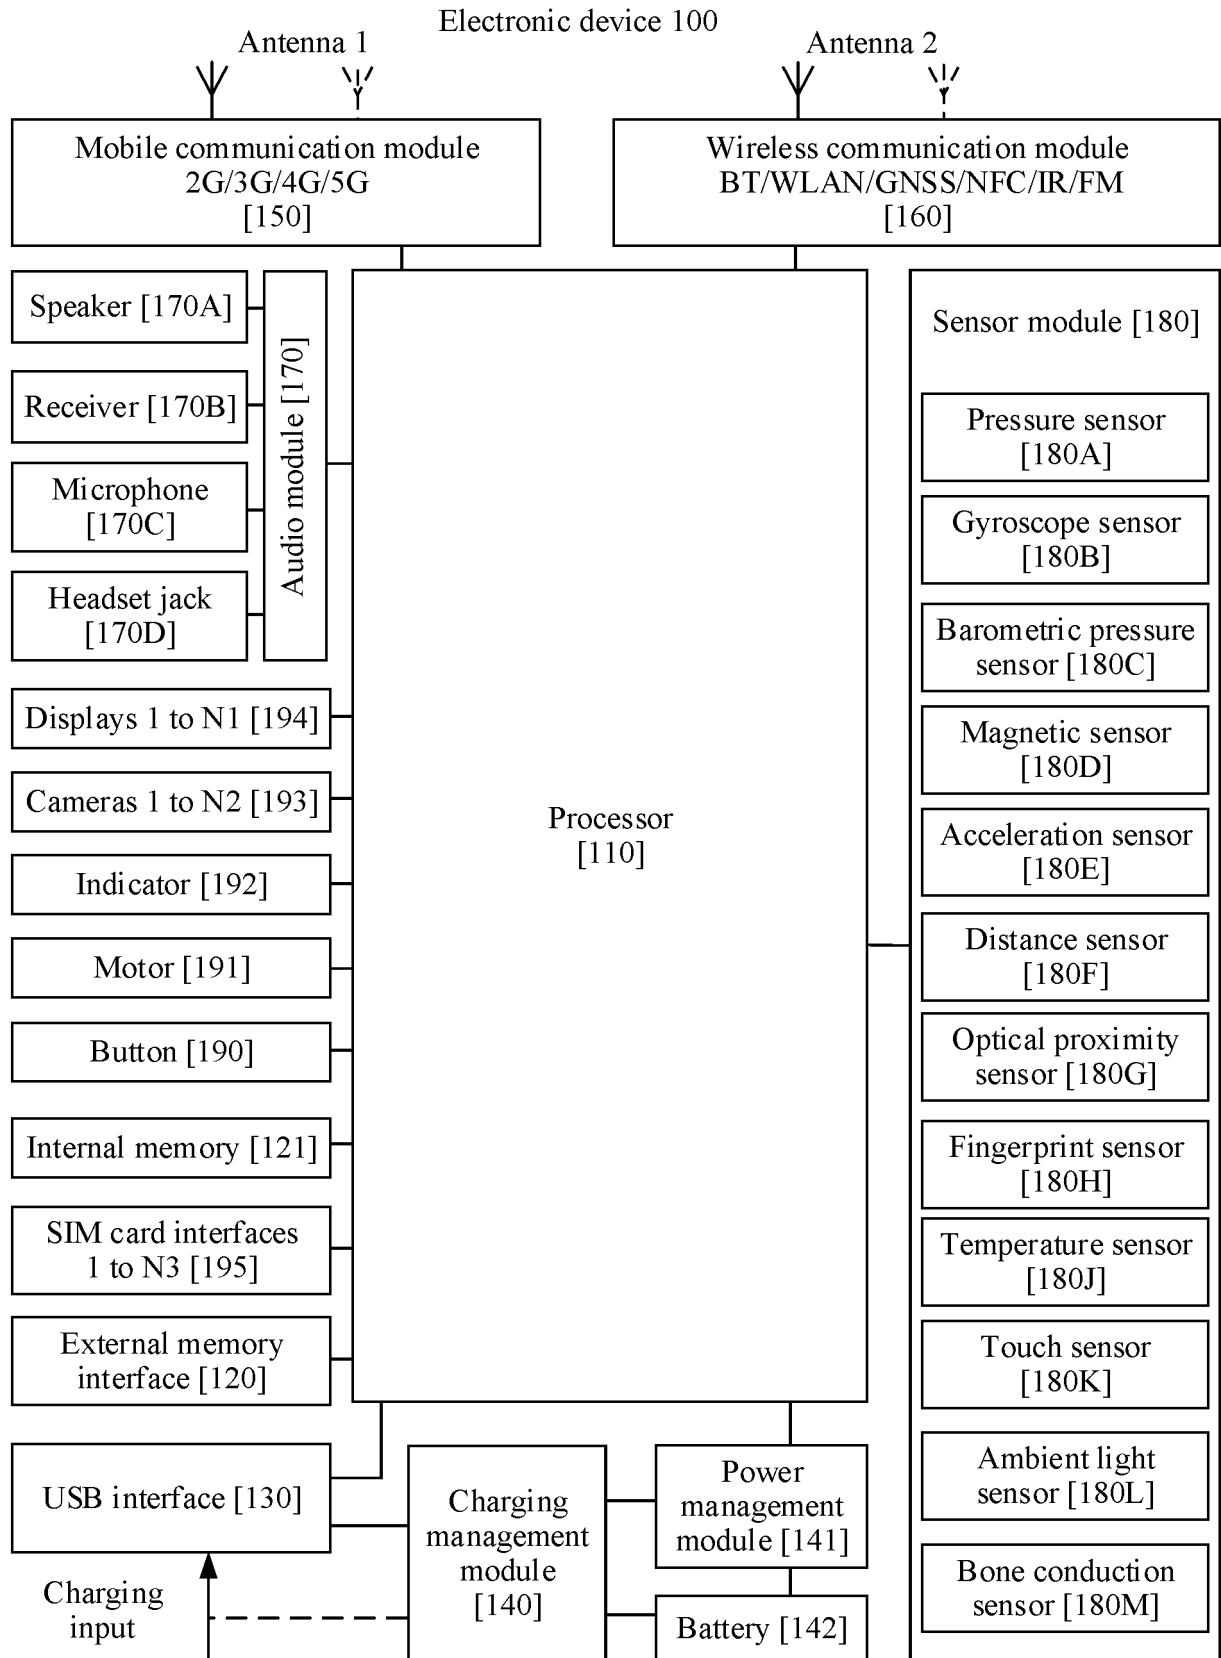 Electronic device 100
Antenna 1
Antenna 2
Mobile communication module
2G/3G/4G/5G
[150]
Wireless communication module
BT/WLAN/GNSS/NFC/IR/FM
[160]
Speaker [170A]
Receiver [170B]
Microphone
[170C]
Headset jack
[170D]
Audio module [170]
Displays 1 to N1 [194]
Cameras 1 to N2 [193]
Indicator [192]
Motor [191]
Button [190]
Internal memory [121]
SIM card interfaces
1 to N3 [195]
External memory
interface [120]
USB interface [130]
Charging
input
Processor
[110]
Charging
management
module
[140]
Power
management
module [141]
Battery [142]
Sensor module [180]
Pressure sensor
[180A]
Gyroscope sensor
[180B]
Barometric pressure
sensor [180C]
Magnetic sensor
[180D]
Acceleration sensor
[180E]
Distance sensor
[180F]
Optical proximity
sensor [180G]
Fingerprint sensor
[180H]
Temperature sensor
[180J]
Touch sensor
[180K]
Ambient light
sensor [180L]
Bone conduction
sensor [180M]